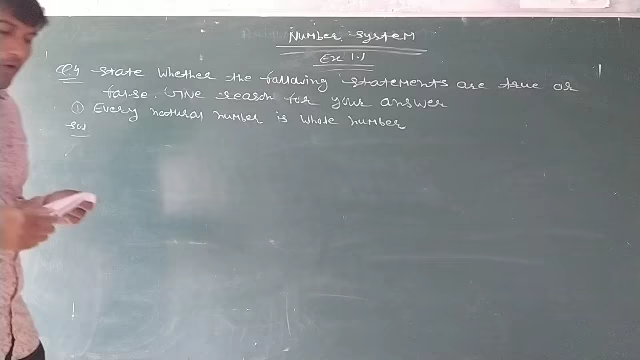 Number System
Ex 1.1
Q.4 State whether the following statements are true or
false. Give reason for your answer
① Every natural number is whole number
Sol